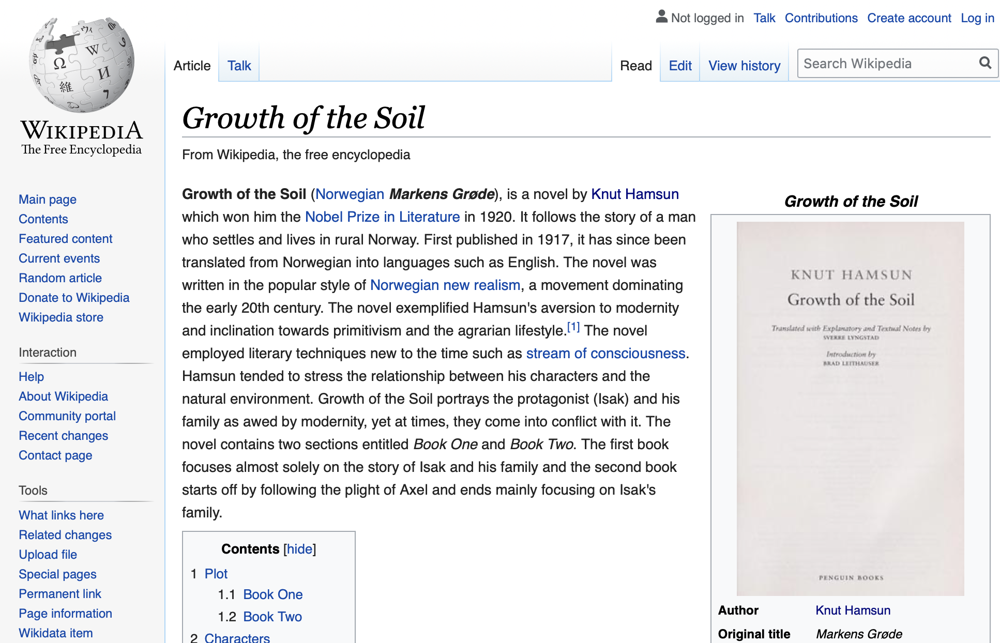 Not logged in Talk Contributions Create account Log in
Article Talk Read Edit View history Search Wikipedia
WIKIPEDIA
The Free Encyclopedia
Main page
Contents
Featured content
Current events
Random article
Donate to Wikipedia
Wikipedia store
Interaction
Help
About Wikipedia
Community portal
Recent changes
Contact page
Tools
What links here
Related changes
Upload file
Special pages
Permanent link
Page information
Wikidata item
Growth of the Soil
From Wikipedia, the free encyclopedia
Growth of the Soil (Norwegian Markens Grøde), is a novel by Knut Hamsun
which won him the Nobel Prize in Literature in 1920. It follows the story of a man
who settles and lives in rural Norway. First published in 1917, it has since been
translated from Norwegian into languages such as English. The novel was
written in the popular style of Norwegian new realism, a movement dominating
the early 20th century. The novel exemplified Hamsun's aversion to modernity
and inclination towards primitivism and the agrarian lifestyle.[1] The novel
employed literary techniques new to the time such as stream of consciousness.
Hamsun tended to stress the relationship between his characters and the
natural environment. Growth of the Soil portrays the protagonist (Isak) and his
family as awed by modernity, yet at times, they come into conflict with it. The
novel contains two sections entitled Book One and Book Two. The first book
focuses almost solely on the story of Isak and his family and the second book
starts off by following the plight of Axel and ends mainly focusing on Isak's
family.
Contents [hide]
1 Plot
1.1 Book One
1.2 Book Two
2 Characters
Growth of the Soil
KNUT HAMSUN
Growth of the Soil
Translated with Explanatory and Textual Notes by
SVERRE LYNGSTAD
Introduction by
BRAD LEITHAUSER
PENGUIN BOOKS
Author Knut Hamsun
Original title Markens Grøde